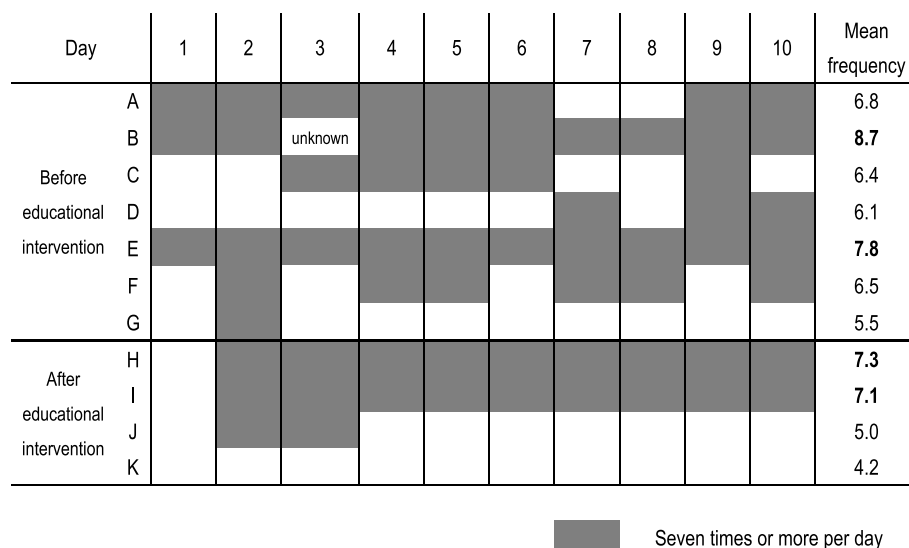 Day 1 2 3 4 5 6 7 8 9 10 Mean frequency
A 6.8
B unknown 8.7
C 6.4
Before educational intervention
D 6.1
E 7.8
F 6.5
G 5.5
H 7.3
After educational intervention
I 7.1
J 5.0
K 4.2
Seven times or more per day